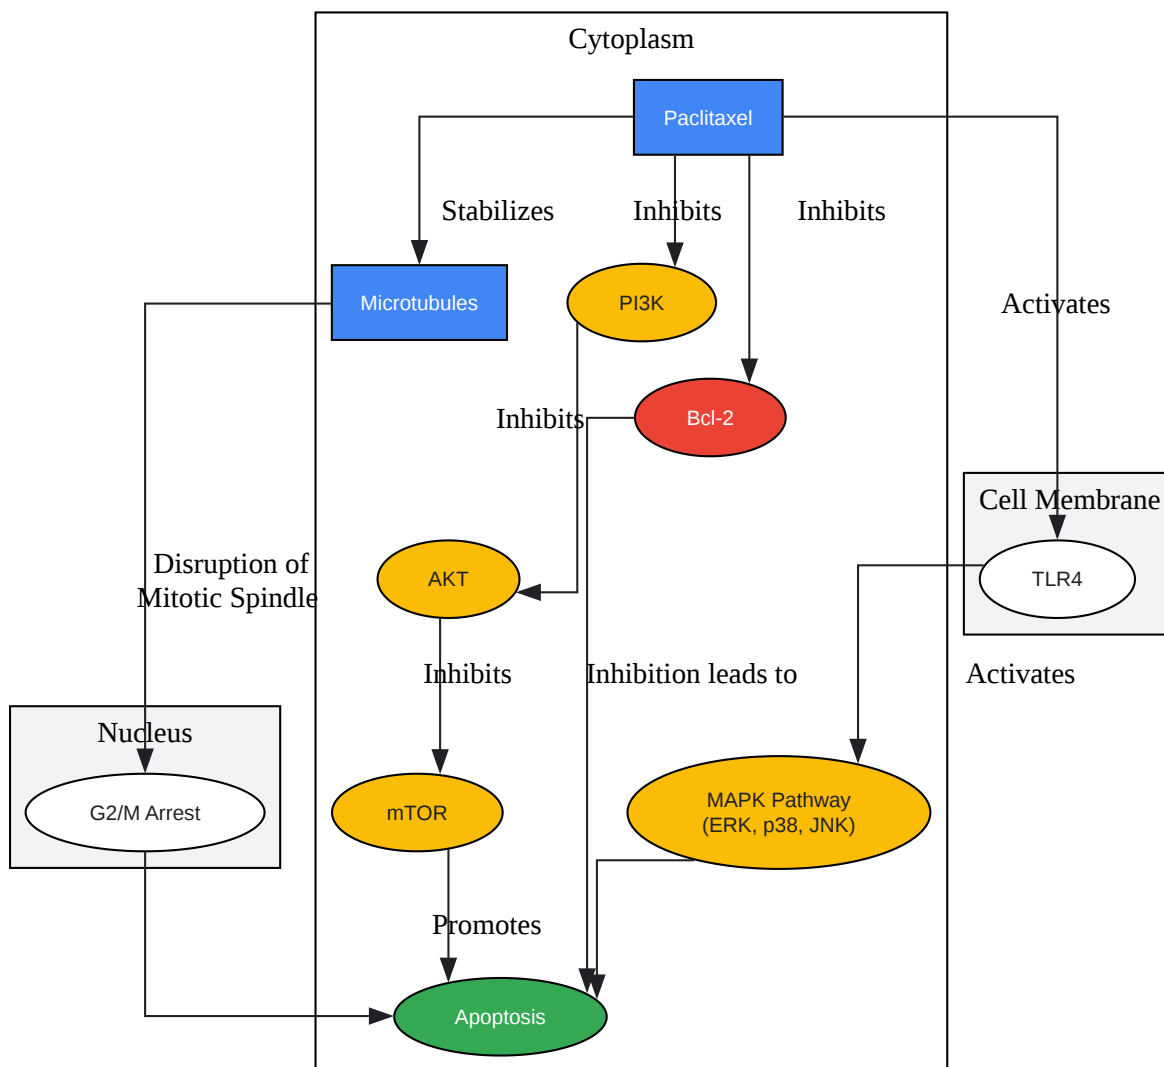 Cytoplasm
Paclitaxel
Stabilizes
Inhibits
Inhibits
Microtubules
PI3K
Activates
Inhibits
Bcl-2
Cell Membrane
Disruption of
Mitotic Spindle
AKT
TLR4
Inhibits
Inhibition leads to
Activates
Nucleus
G2/M Arrest
mTOR
MAPK Pathway
(ERK, p38, JNK)
Promotes
Apoptosis